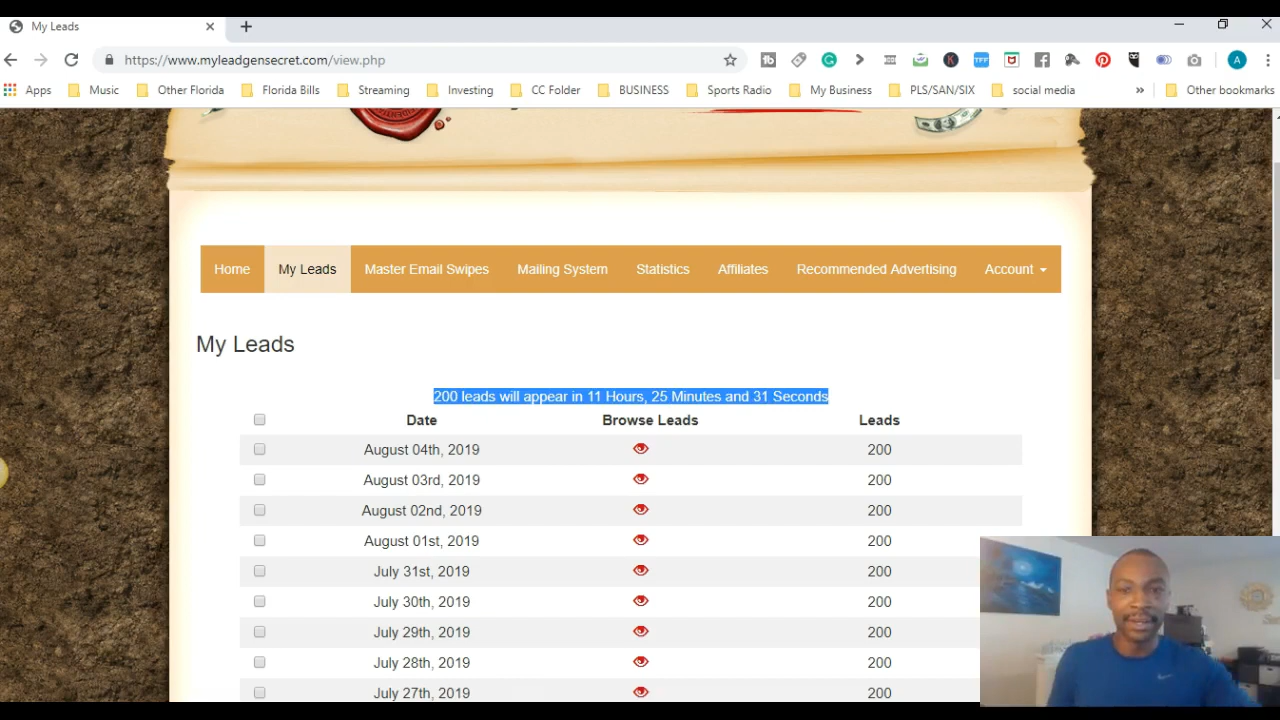 My Leads
https://www.myleadgensecret.com/view.php
Apps Music Other Florida Florida Bills Streaming Investing CC Folder BUSINESS Sports Radio My Business PLS/SAN/SIX social media » Other bookmarks
Home My Leads Master Email Swipes Mailing System Statistics Affiliates Recommended Advertising Account
My Leads
200 leads will appear in 11 Hours, 25 Minutes and 31 Seconds
Date Browse Leads Leads
August 04th, 2019 200
August 03rd, 2019 200
August 02nd, 2019 200
August 01st, 2019 200
July 31st, 2019 200
July 30th, 2019 200
July 29th, 2019 200
July 28th, 2019 200
July 27th, 2019 200